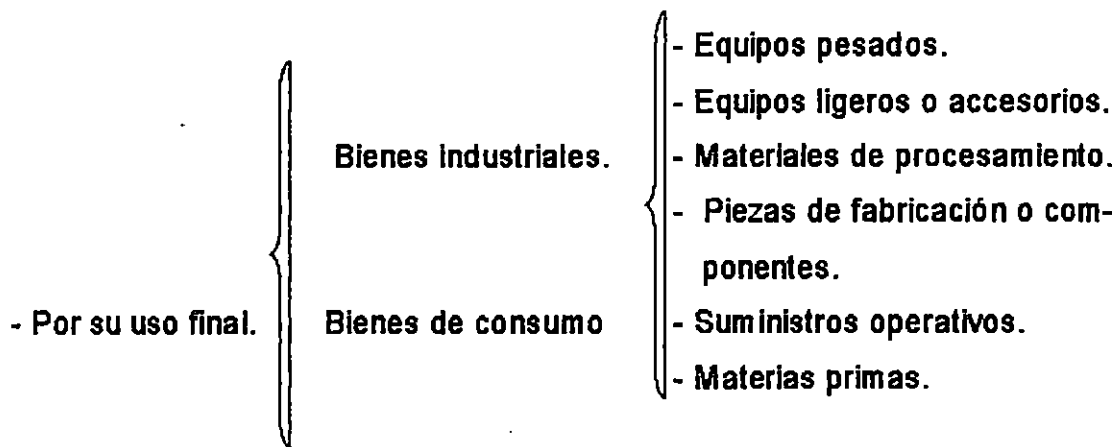 - Equipos pesados.
- Equipos ligeros o accesorios.
Bienes industriales.
- Materiales de procesamiento.
- Piezas de fabricación o com-
ponentes.
- Por su uso final.
Bienes de consumo
- Suministros operativos.
- Materias primas.